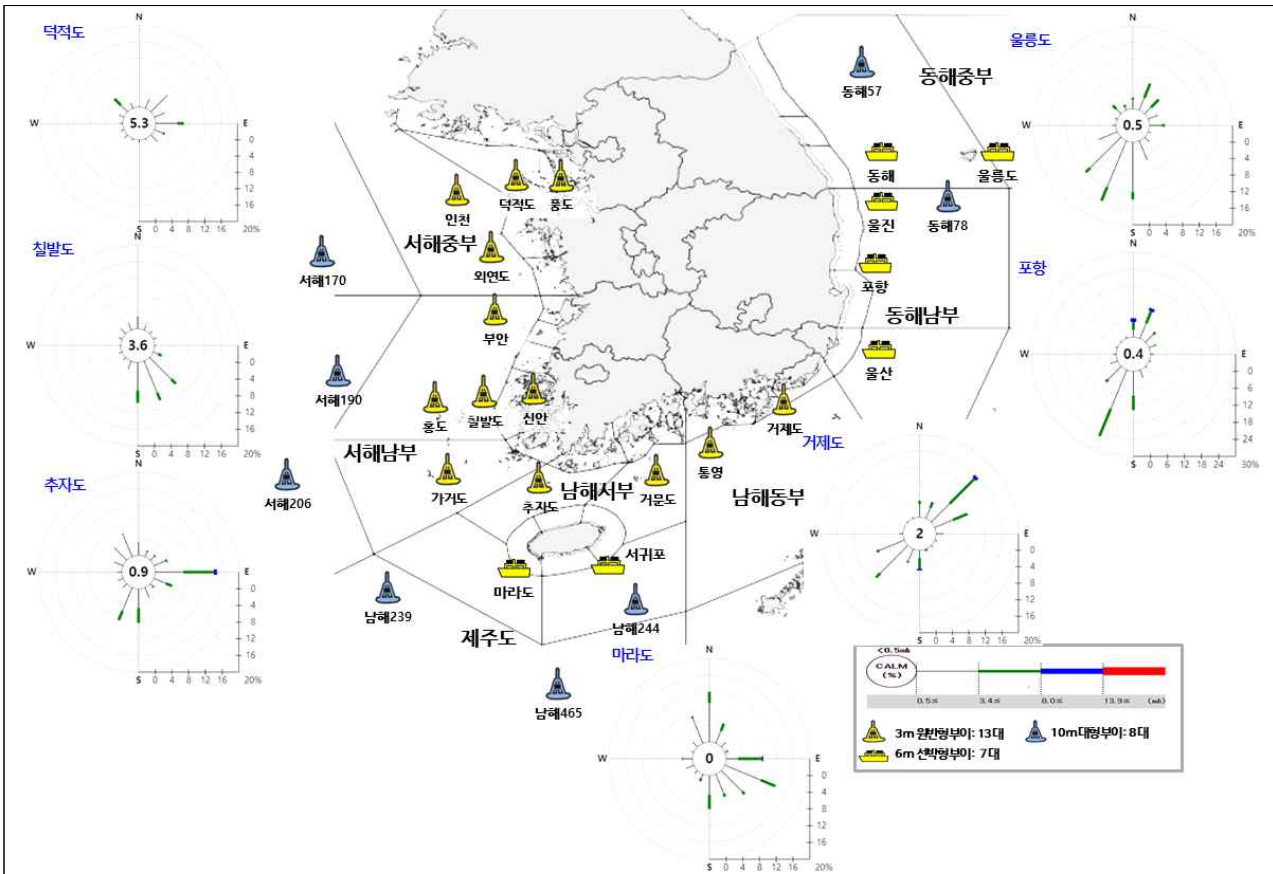 덕적도
N
W
5.3
E
0
4
8
12
16
S 0 4 8 12 16 20%
칠발도
N
W
3.6
E
0
4
8
12
16
S 0 4 8 12 16 20%
추자도
N
W
0.9
E
0
4
8
12
16
S 0 4 8 12 16 20%
동해57
동해중부
동해
울릉도
울진
동해78
포항
동해남부
울산
인천
덕적도
풍도
서해중부
외연도
서해170
부안
서해190
홍도
칠발도
신안
거제도
통영
서해남부
서해206
가거도
추자도
남해서부
거문도
남해동부
서귀포
마라도
남해239
남해244
제주도
남해465
울릉도
N
W
0.5
E
0
4
8
12
16
S 0 4 8 12 16 20%
포항
N
W
0.4
E
0
6
12
18
24
S 0 6 12 18 24 30%
거제도
N
W
2
E
0
4
8
12
16
S 0 4 8 12 16 20%
마라도
N
W
0
E
0
4
8
12
16
S 0 4 8 12 16 20%
<0.5㎧
CALM
(%)
0.5≤ 3.4≤ 8.0≤ 13.9≤ (㎧)
3m 원반형부이: 13대
10m 대형부이: 8대
6m 선박형부이: 7대